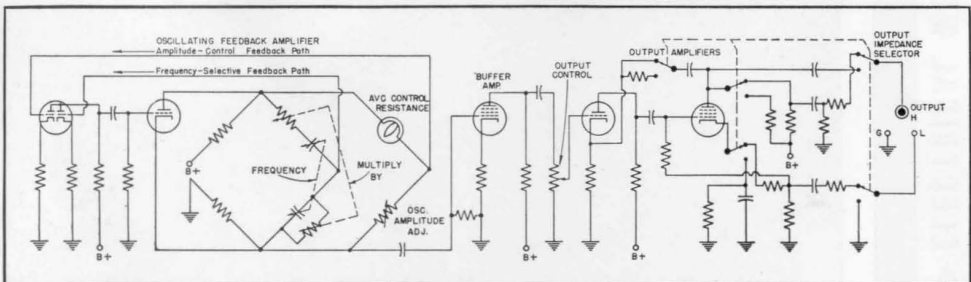 OSCILLATING FEEDBACK AMPLIFIER
Amplitude-Control Feedback Path
Frequency-Selective Feedback Path
B+
B+
FREQUENCY
MULTIPLY
BY
AVC CONTROL
RESISTANCE
OSC.
AMPLITUDE
ADJ.
BUFFER
AMP.
B+
OUTPUT
CONTROL
OUTPUT AMPLIFIERS
B+
B+
OUTPUT
IMPEDANCE
SELECTOR
OUTPUT
H
G
L